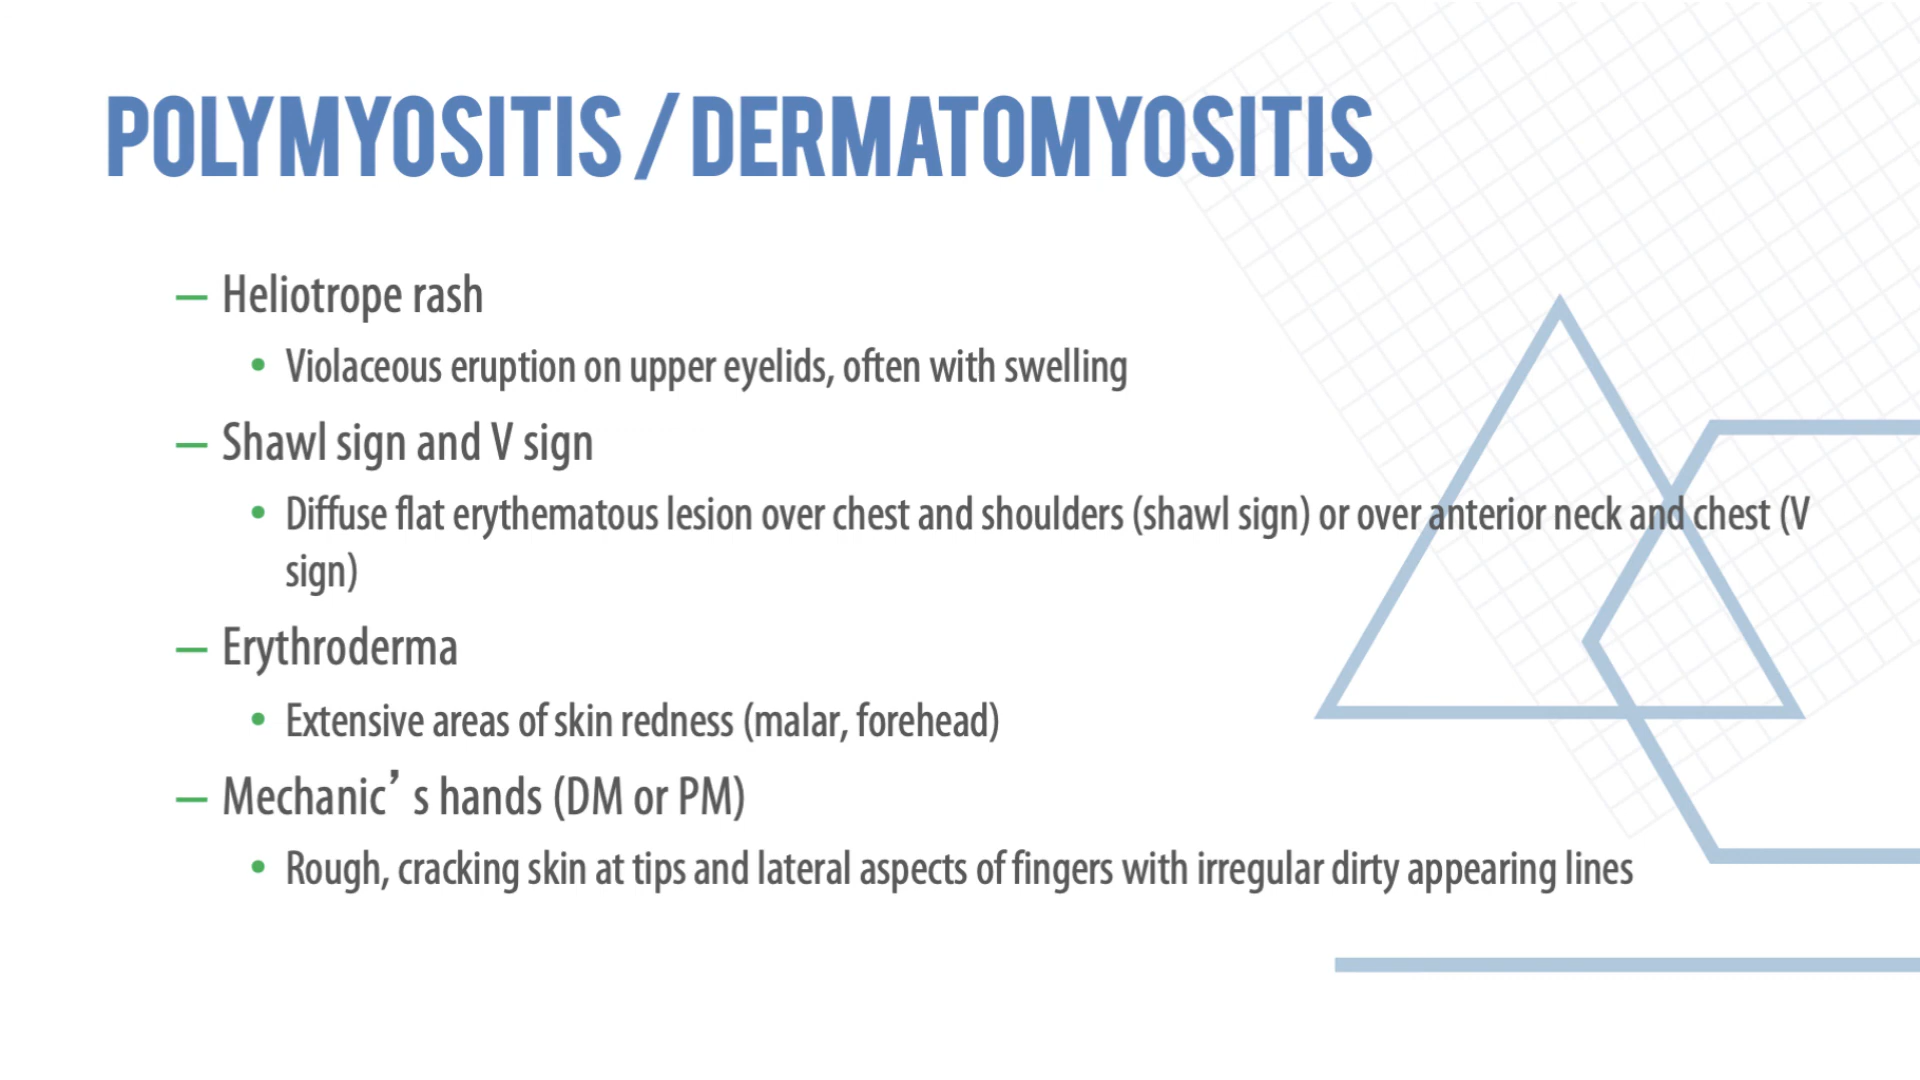 POLYMYOSITIS / DERMATOMYOSITIS
– Heliotrope rash
• Violaceous eruption on upper eyelids, often with swelling
– Shawl sign and V sign
• Diffuse flat erythematous lesion over chest and shoulders (shawl sign) or over anterior neck and chest (V
sign)
– Erythroderma
• Extensive areas of skin redness (malar, forehead)
– Mechanic’ s hands (DM or PM)
• Rough, cracking skin at tips and lateral aspects of fingers with irregular dirty appearing lines